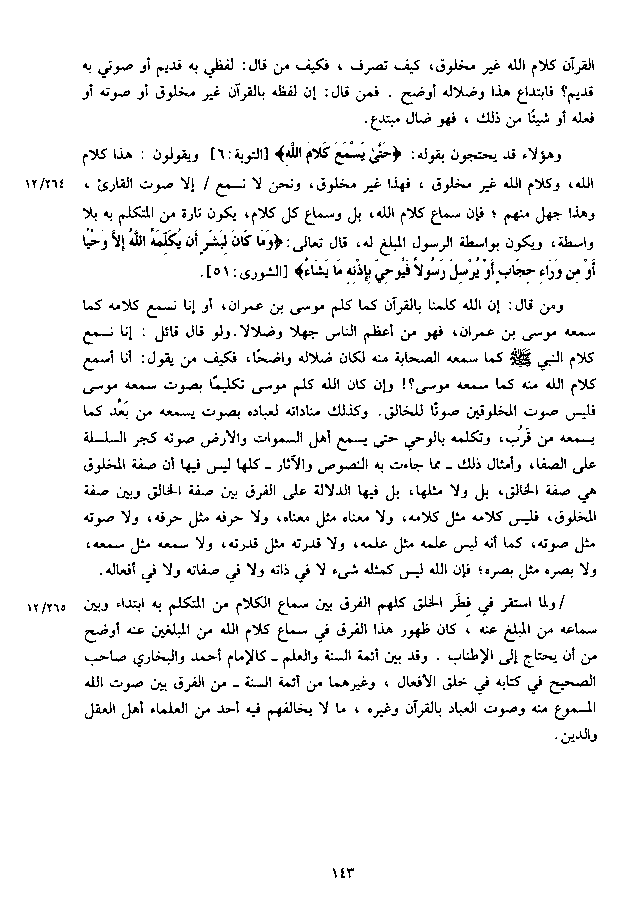 القرآن كلام الله غير مخلوق، كيف تصرف ، فكيف من قال: لفظي به قديم أو صوتي به
قديم؟ فابتداع هذا وضلاله أوضح . فمن قال: إن لفظه بالقرآن غير مخلوق أو صوته أو
فعله أو شيئًا من ذلك ، فهو ضال مبتدع.
وهؤلاء قد يحتجون بقوله: ﴿حَتَّىٰ يَسْمَعَ كَلَامَ اللَّهِ﴾ [التوبة:٦] ويقولون : هذا كلام
الله، وكلام الله غير مخلوق ، فهذا غير مخلوق، ونحن لا نسمع / إلا صوت القارئ ، ١٢/٢٦٤
وهذا جهل منهم ؛ فإن سماع كلام الله، بل وسماع كل كلام، يكون تارة من المتكلم به بلا
واسطة، ويكون بواسطة الرسول المبلغ له، قال تعالى: ﴿وَمَا كَانَ لِبَشَرٍ أَن يُكَلِّمَهُ اللَّهُ إِلَّا وَحْيًا
أَوْ مِن وَرَاءِ حِجَابٍ أَوْ يُرْسِلَ رَسُولًا فَيُوحِيَ بِإِذْنِهِ مَا يَشَاءُ﴾ [الشورى:٥١].
ومن قال: إن الله كلمنا بالقرآن كما كلم موسى بن عمران، أو إنا نسمع كلامه كما
سمعه موسى بن عمران، فهو من أعظم الناس جهلا وضلالا.ولو قال قائل : إنا نسمع
كلام النبي ﷺ كما سمعه الصحابة منه لكان ضلاله واضحًا، فكيف من يقول: أنا أسمع
كلام الله منه كما سمعه موسى؟! وإن كان الله كلم موسى تكليمًا بصوت سمعه موسى
فليس صوت المخلوقين صوتًا للخالق. وكذلك مناداته لعباده بصوت يسمعه من بَعُد كما
يسمعه من قَرُب، وتكلمه بالوحي حتى يسمع أهل السموات والأرض صوته كجر السلسلة
على الصفا، وأمثال ذلك ـ مما جاءت به النصوص والآثار ـ كلها ليس فيها أن صفة المخلوق
هي صفة الخالق، بل ولا مثلها، بل فيها الدلالة على الفرق بين صفة الخالق وبين صفة
المخلوق، فليس كلامه مثل كلامه، ولا معناه مثل معناه، ولا حرفه مثل حرفه، ولا صوته
مثل صوته، كما أنه ليس علمه مثل علمه، ولا قدرته مثل قدرته، ولا سمعه مثل سمعه،
ولا بصره مثل بصره؛ فإن الله ليس كمثله شىء لا في ذاته ولا في صفاته ولا في أفعاله.
/ولما استقر في فِطَر الخلق كلهم الفرق بين سماع الكلام من المتكلم به ابتداء وبين ١٢/٢٦٥
سماعه من المبلغ عنه ، كان ظهور هذا الفرق في سماع كلام الله من المبلغين عنه أوضح
من أن يحتاج إلى الإطناب . وقد بين أئمة السنة والعلم ـ كالإمام أحمد والبخاري صاحب
الصحيح في كتابه في خلق الأفعال ، وغيرهما من أئمة السنة ـ من الفرق بين صوت الله
المسموع منه وصوت العباد بالقرآن وغيره ، ما لا يخالفهم فيه أحد من العلماء أهل العقل
والدين.
١٤٣